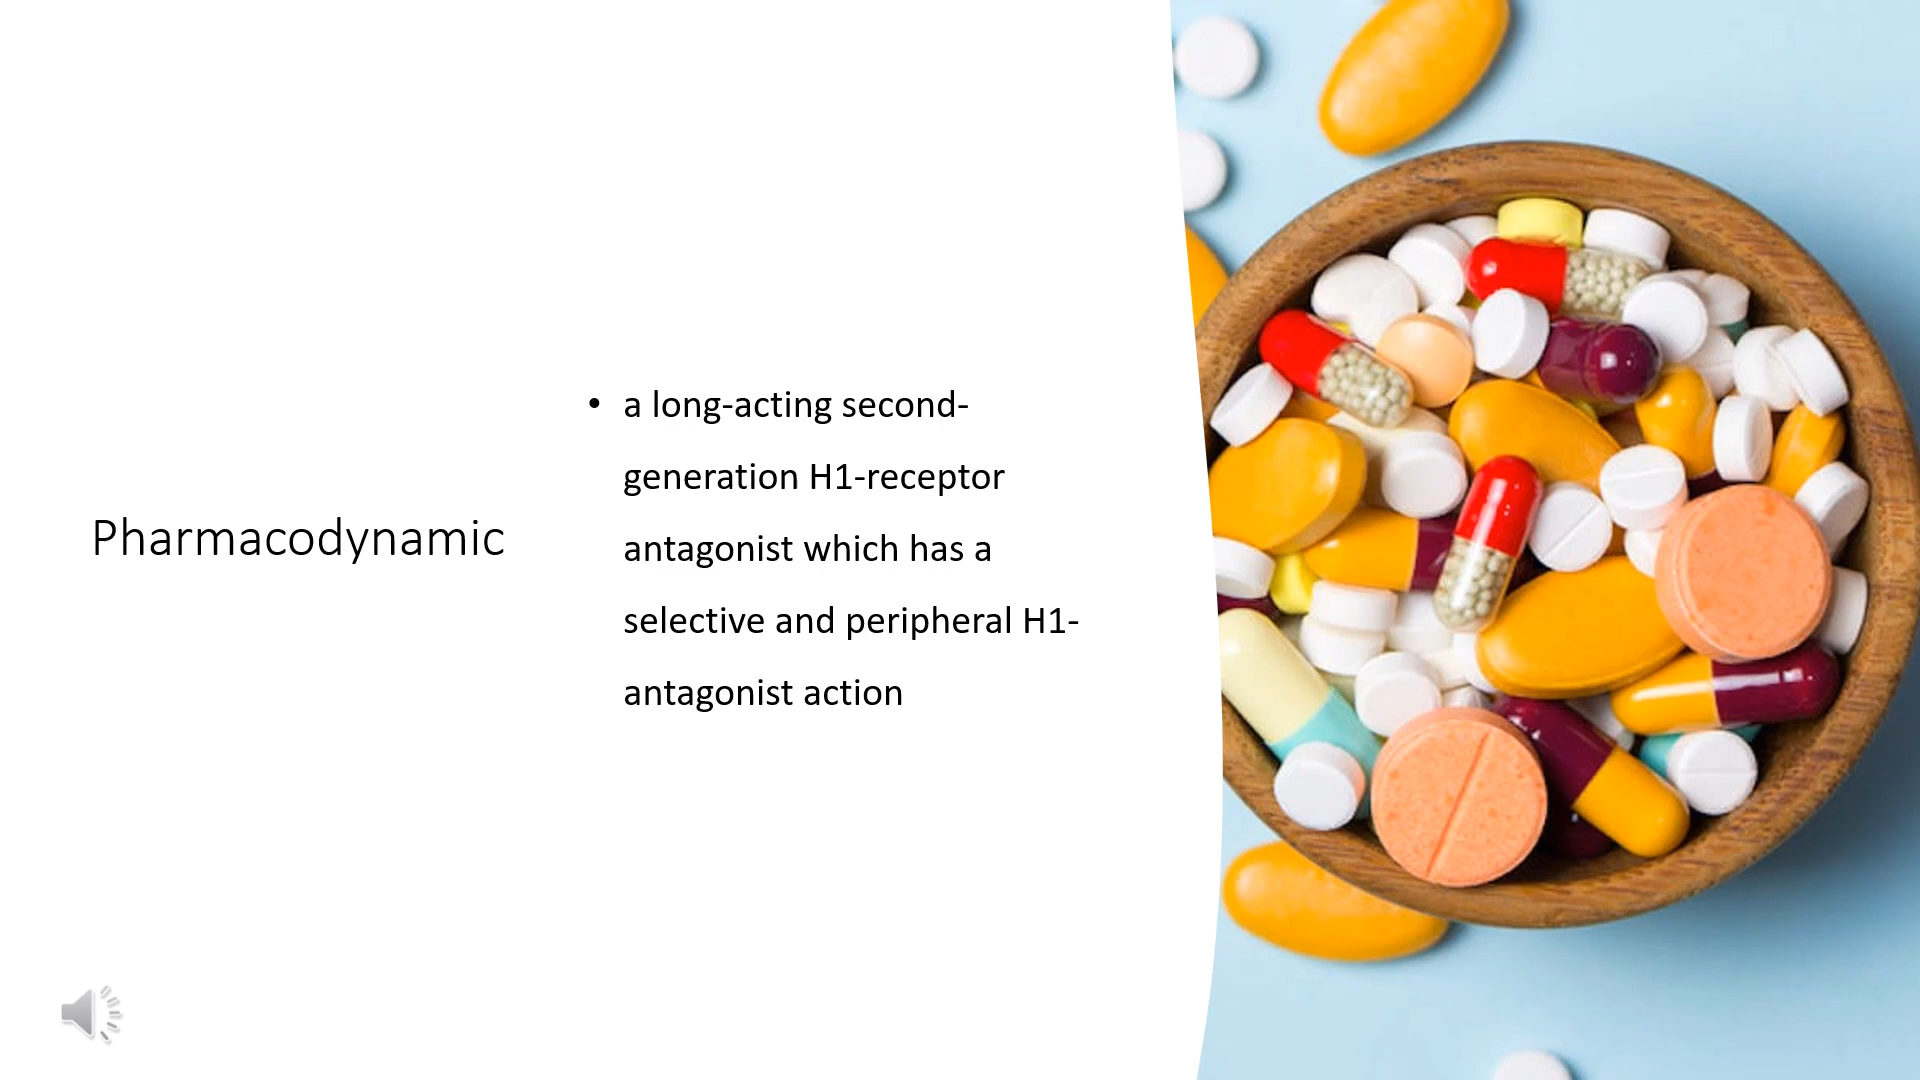 Pharmacodynamic
• a long-acting second-
generation H1-receptor
antagonist which has a
selective and peripheral H1-
antagonist action